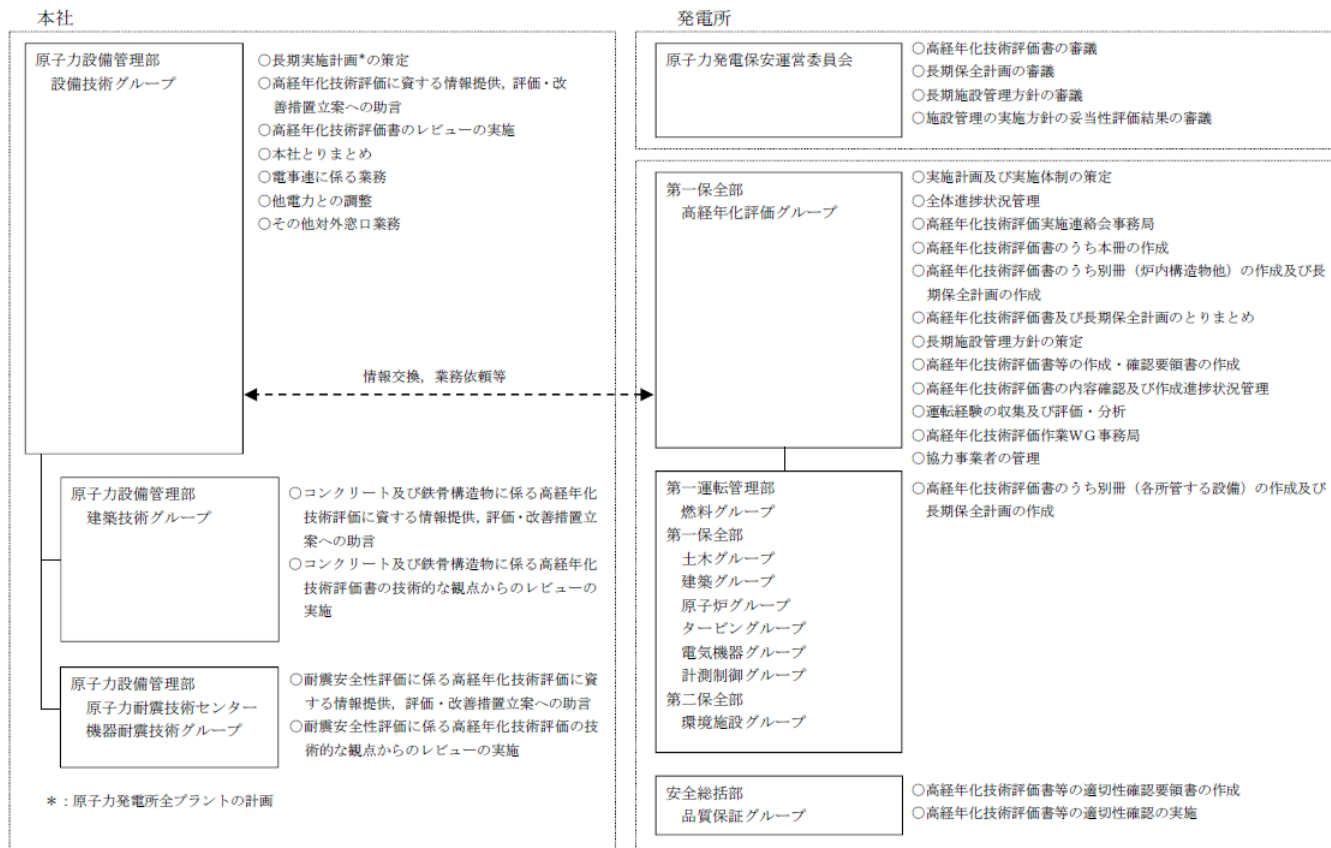 本社
原子力設備管理部
設備技術グループ
○長期実施計画*の策定
○高経年化技術評価に資する情報提供，評価・改
善措置立案への助言
○高経年化技術評価書のレビューの実施
○本社とりまとめ
○電事連に係る業務
○他電力との調整
○その他対外窓口業務
情報交換，業務依頼等
原子力設備管理部
建築技術グループ
○コンクリート及び鉄骨構造物に係る高経年化
技術評価に資する情報提供，評価・改善措置立
案への助言
○コンクリート及び鉄骨構造物に係る高経年化
技術評価書の技術的な観点からのレビューの
実施
原子力設備管理部
原子力耐震技術センター
機器耐震技術グループ
○耐震安全性評価に係る高経年化技術評価に資
する情報提供，評価・改善措置立案への助言
○耐震安全性評価に係る高経年化技術評価の技
術的な観点からのレビューの実施
＊：原子力発電所全プラントの計画
発電所
原子力発電保安運営委員会
○高経年化技術評価書の審議
○長期保全計画の審議
○長期施設管理方針の審議
○施設管理の実施方針の妥当性評価結果の審議
第一保全部
高経年化評価グループ
○実施計画及び実施体制の策定
○全体進捗状況管理
○高経年化技術評価実施連絡会事務局
○高経年化技術評価書のうち本冊の作成
○高経年化技術評価書のうち別冊（炉内構造物他）の作成及び長
期保全計画の作成
○高経年化技術評価書及び長期保全計画のとりまとめ
○長期施設管理方針の策定
○高経年化技術評価書等の作成・確認要領書の作成
○高経年化技術評価書の内容確認及び作成進捗状況管理
○運転経験の収集及び評価・分析
○高経年化技術評価作業ＷＧ事務局
○協力事業者の管理
第一運転管理部
燃料グループ
第一保全部
土木グループ
建築グループ
原子炉グループ
タービングループ
電気機器グループ
計測制御グループ
第二保全部
環境施設グループ
○高経年化技術評価書のうち別冊（各所管する設備）の作成及び
長期保全計画の作成
安全総括部
品質保証グループ
○高経年化技術評価書等の適切性確認要領書の作成
○高経年化技術評価書等の適切性確認の実施